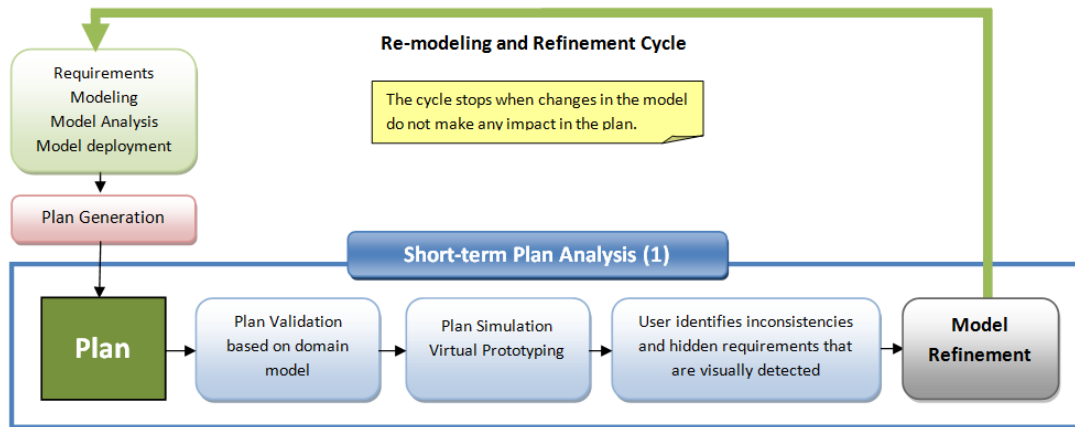 Re-modeling and Refinement Cycle
Requirements
Modeling
Model Analysis
Model deployment
The cycle stops when changes in the model
do not make any impact in the plan.
Plan Generation
Short-term Plan Analysis (1)
Plan
Plan Validation
based on domain
model
Plan Simulation
Virtual Prototyping
User identifies inconsistencies
and hidden requirements that
are visually detected
Model
Refinement